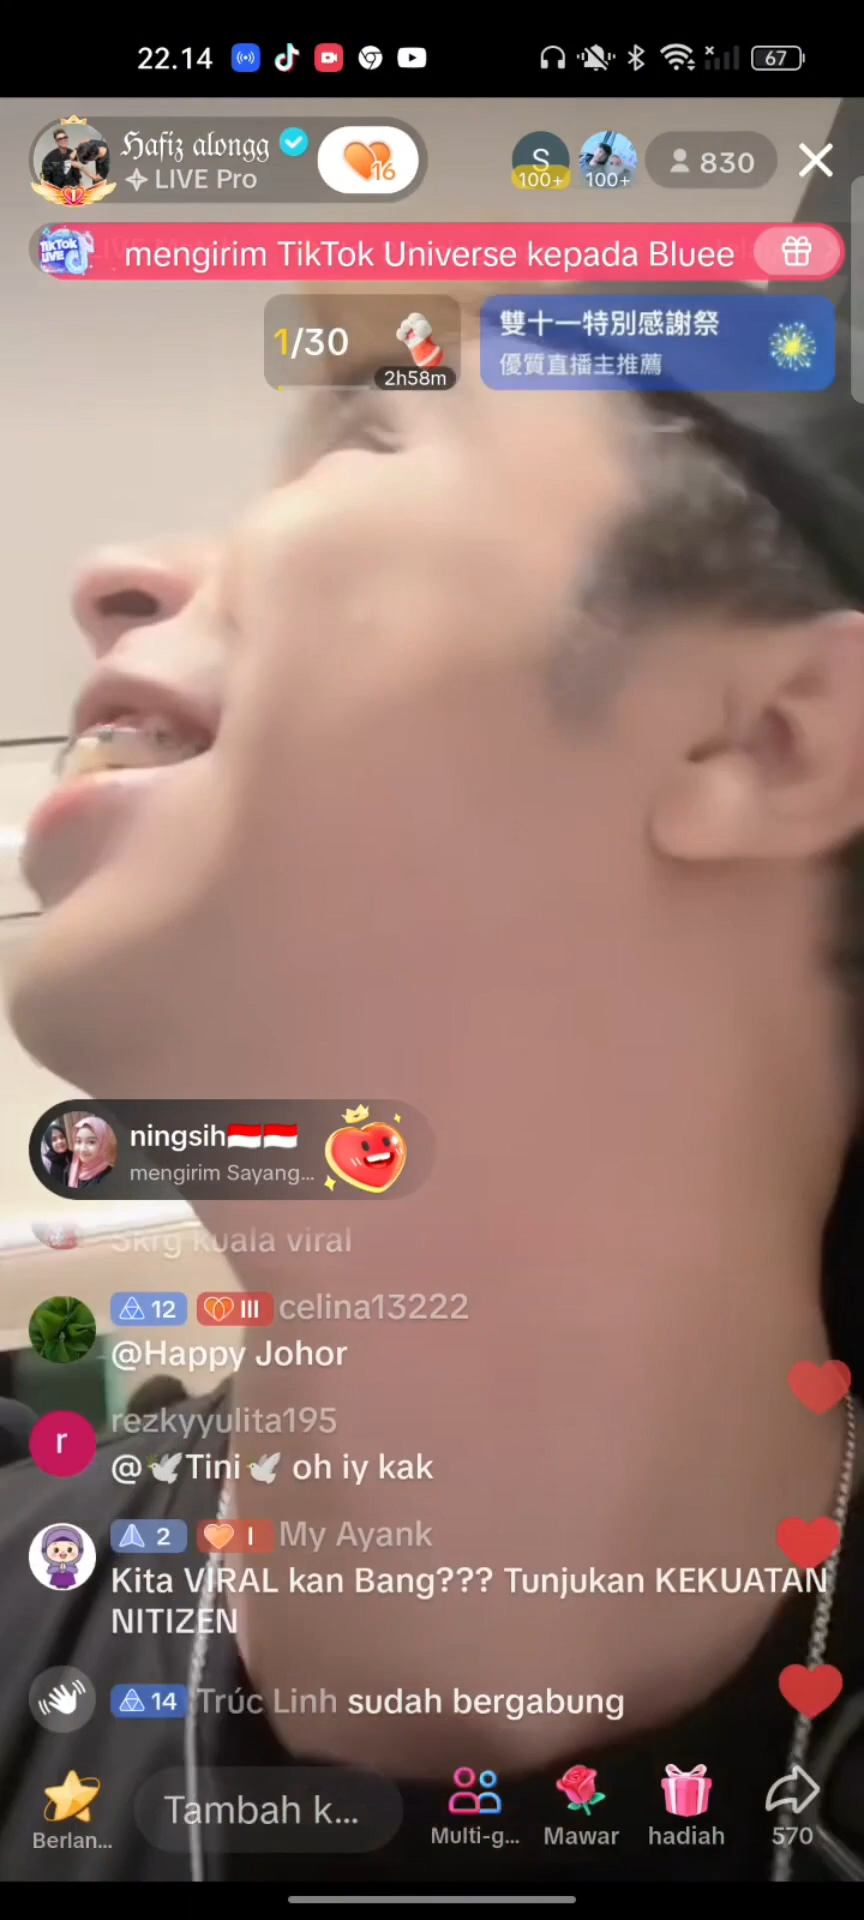 22.14
67
Hafiz alongg
LIVE Pro
16
S
100+
100+
830
mengirim TikTok Universe kepada Bluee
1/30
2h58m
雙十一特別感謝祭
優質直播主推薦
ningsih🇮🇩🇮🇩
mengirim Sayang...
Skrg kuala viral
12 III celina13222
@Happy Johor
r
rezkyyulita195
@🕊Tini🕊 oh iy kak
2 I My Ayank
Kita VIRAL kan Bang??? Tunjukan KEKUATAN
NITIZEN
14 Trúc Linh sudah bergabung
Tambah k...
Berlan...
Multi-g...
Mawar
hadiah
570